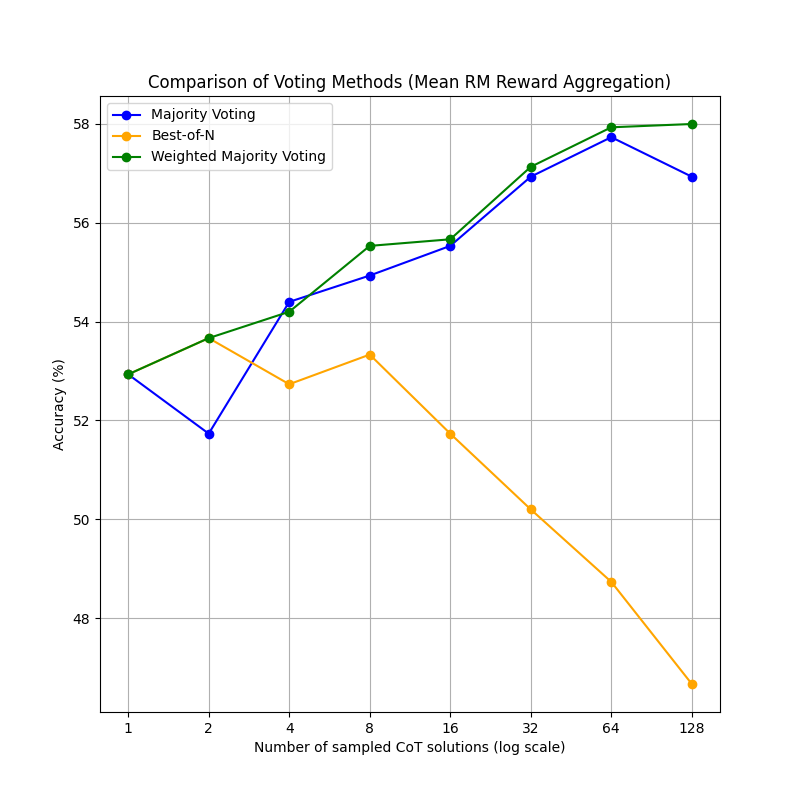 Comparison of Voting Methods (Mean RM Reward Aggregation)
Majority Voting
Best-of-N
Weighted Majority Voting
58
56
54
52
50
48
Accuracy (%)
1 2 4 8 16 32 64 128
Number of sampled CoT solutions (log scale)